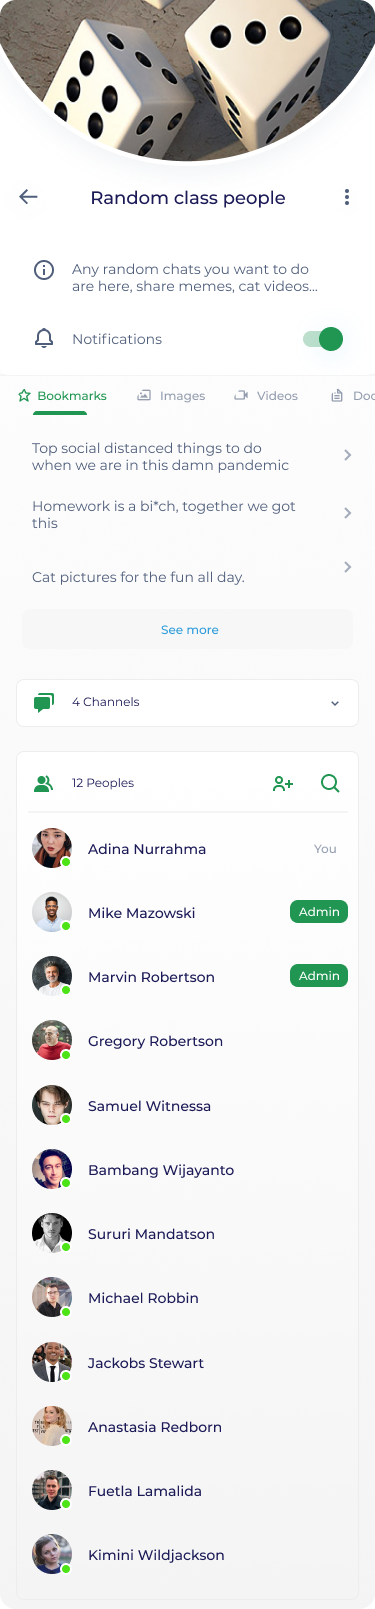 Random class people
Any random chats you want to do
are here, share memes, cat videos...
Notifications
Bookmarks
Images
Videos
Doc
Top social distanced things to do
when we are in this damn pandemic
Homework is a bi*ch, together we got
this
Cat pictures for the fun all day.
See more
4 Channels
12 Peoples
Adina Nurrahma
You
Mike Mazowski
Admin
Marvin Robertson
Admin
Gregory Robertson
Samuel Witnessa
Bambang Wijayanto
Sururi Mandatson
Michael Robbin
Jackobs Stewart
Anastasia Redborn
Fuetla Lamalida
Kimini Wildjackson